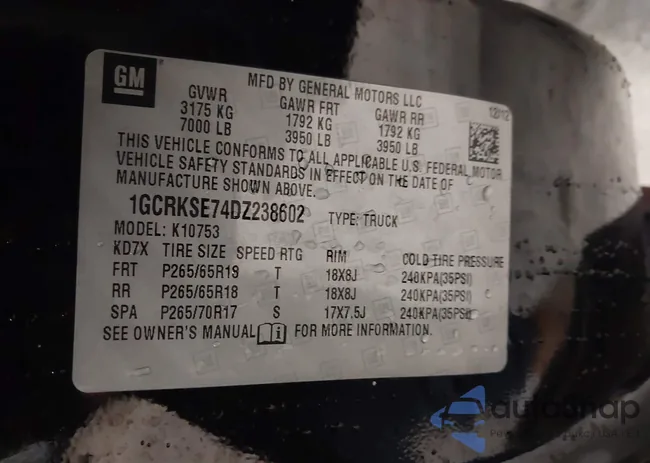 GM
MFD BY GENERAL MOTORS LLC
12/12
GVWR GAWR FRT GAWR RR
3175 KG 1792 KG 1792 KG
7000 LB 3950 LB 3950 LB
THIS VEHICLE CONFORMS TO ALL APPLICABLE U.S. FEDERAL MOTOR
VEHICLE SAFETY STANDARDS IN EFFECT ON THE DATE OF
MANUFACTURE SHOWN ABOVE.
1GCRKSE74DZ238602 TYPE: TRUCK
MODEL: K10753
KD7X TIRE SIZE SPEED RTG RIM COLD TIRE PRESSURE
FRT P265/65R19 T 18X8J 240KPA(35PSI)
RR P265/65R18 T 18X8J 240KPA(35PSI)
SPA P265/70R17 S 17X7.5J 240KPA(35PSI)
SEE OWNER'S MANUAL FOR MORE INFORMATION.
autosnap